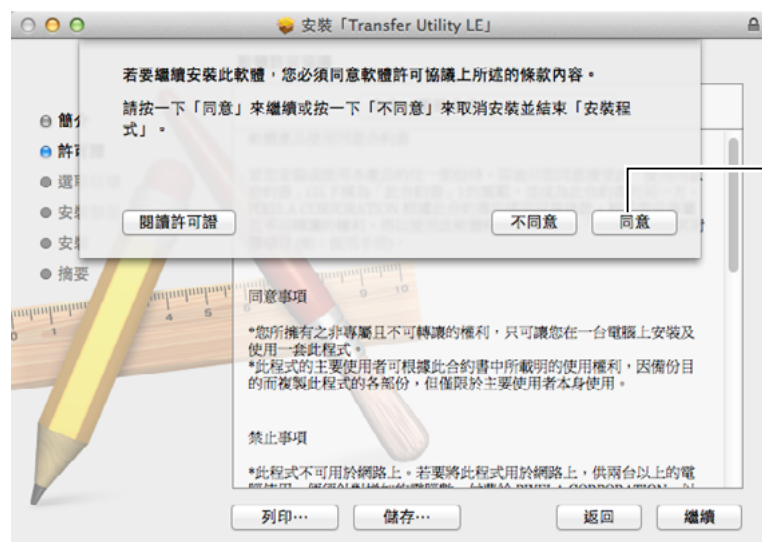 安裝「Transfer Utility LE」
若要繼續安裝此軟體，您必須同意軟體許可協議上所述的條款內容。
請按一下「同意」來繼續或按一下「不同意」來取消安裝並結束「安裝程
式」。
簡介
許可證
選取
安裝
安裝
摘要
閱讀許可證
不同意
同意
同意事項
*您所擁有之非專屬且不可轉讓的權利，只可讓您在一台電腦上安裝及
使用一套此程式。
*此程式的主要使用者可根據此合約書中所載明的使用權利，因備份目
的而複製此程式的各部份，但僅限於主要使用者本身使用。
禁止事項
*此程式不可用於網路上。若要將此程式用於網路上，供兩台以上的電
列印…
儲存…
返回
繼續